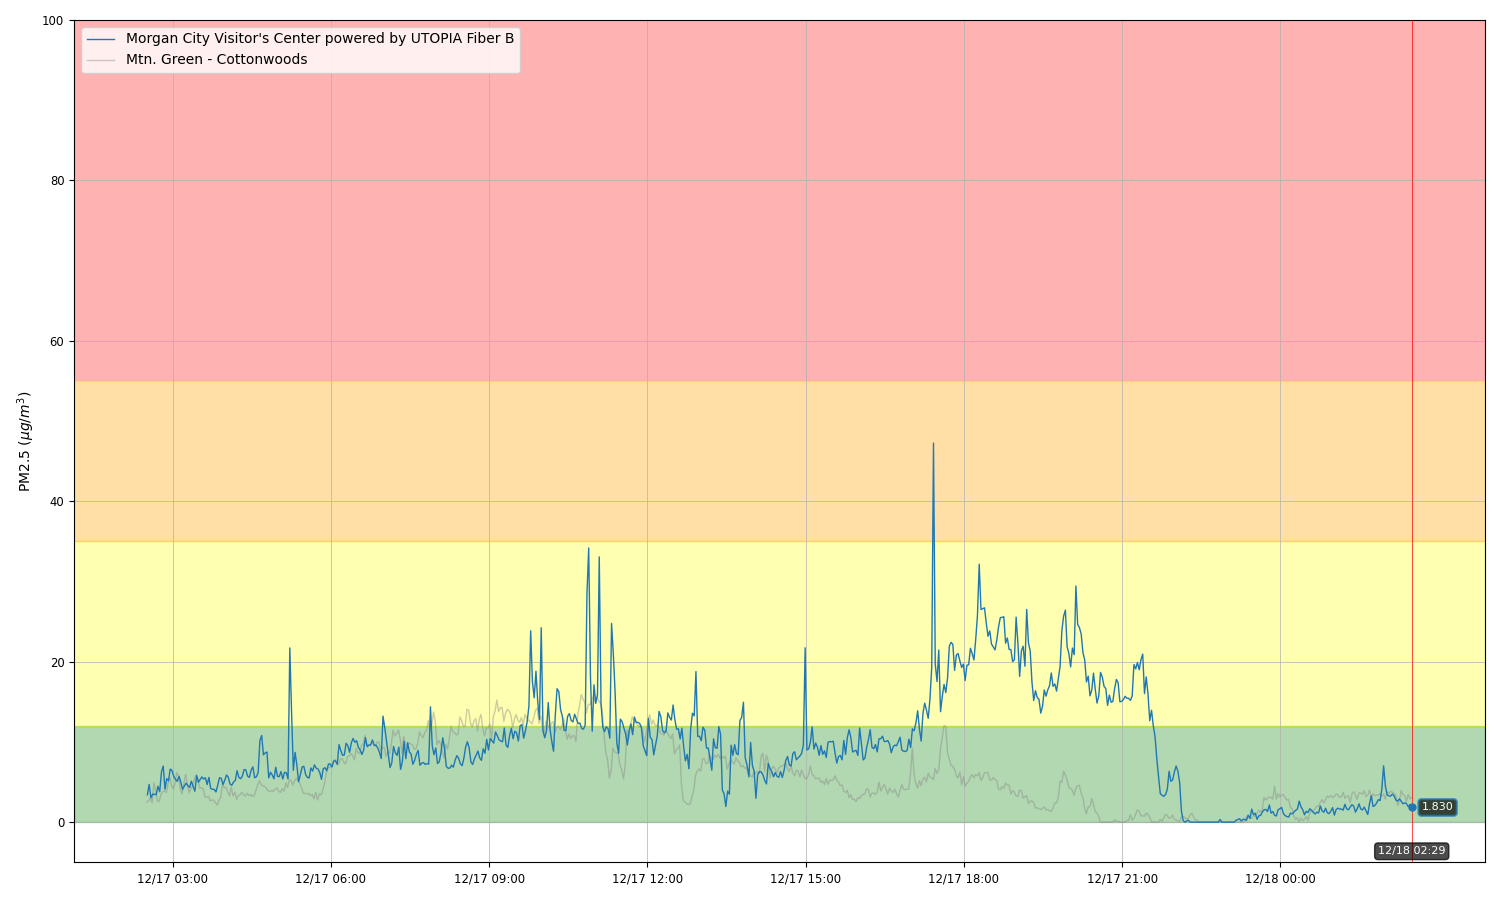 100
80
60
40
20
0
PM2.5 (μg/m³)
Morgan City Visitor's Center powered by UTOPIA Fiber B
Mtn. Green - Cottonwoods
1.830
12/18 02:29
12/17 03:00 12/17 06:00 12/17 09:00 12/17 12:00 12/17 15:00 12/17 18:00 12/17 21:00 12/18 00:00